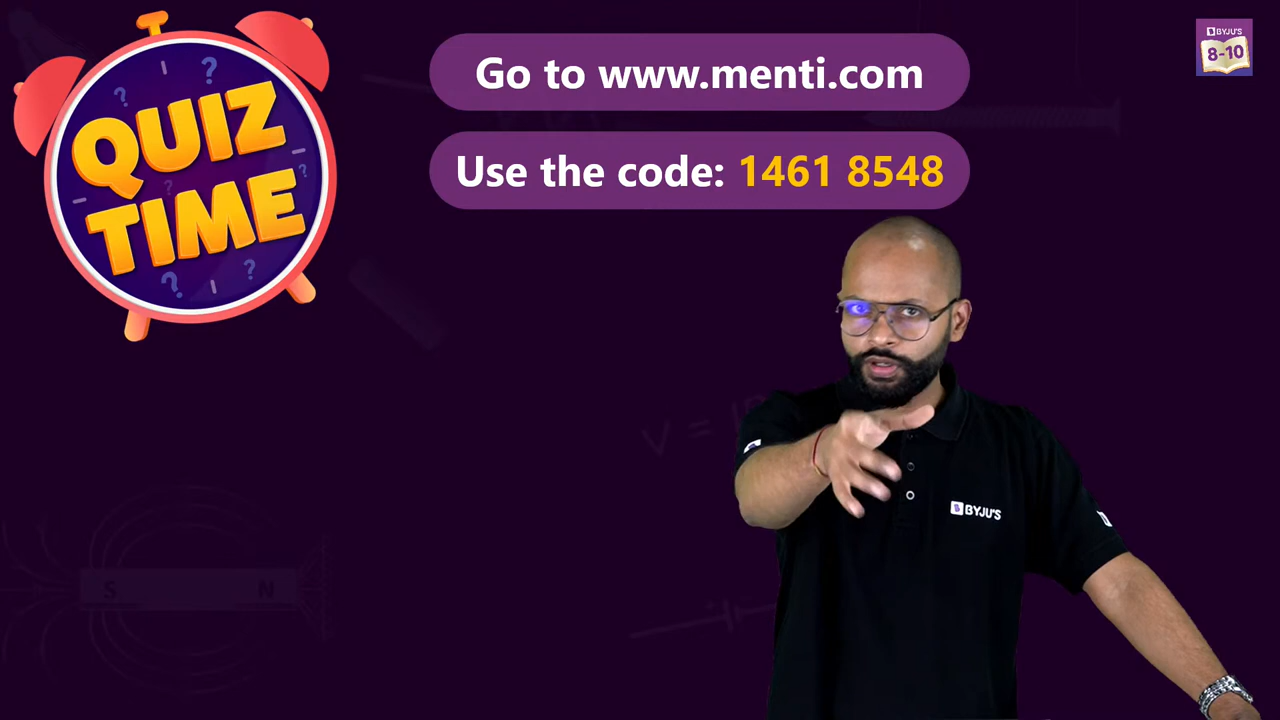 QUIZ
TIME
Go to www.menti.com
Use the code: 1461 8548
BYJU'S
8-10
BYJU'S
S
N